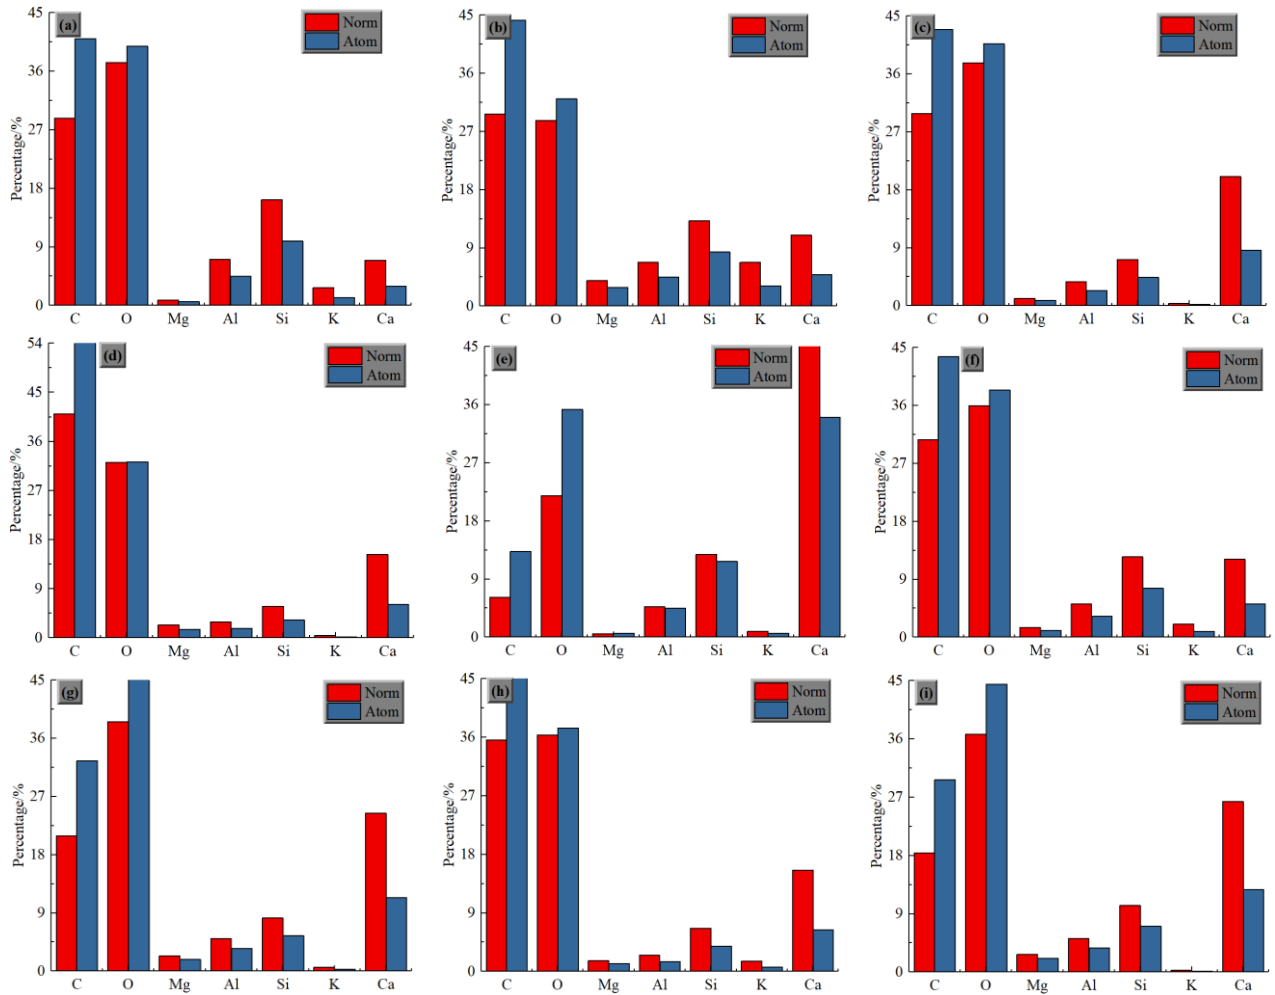 (a)
Norm
Atom
Percentage/%
45
36
27
18
9
0
C O Mg Al Si K Ca
(b)
Norm
Atom
Percentage/%
45
36
27
18
9
0
C O Mg Al Si K Ca
(c)
Norm
Atom
Percentage/%
45
36
27
18
9
0
C O Mg Al Si K Ca
(d)
Norm
Atom
Percentage/%
54
45
36
27
18
9
0
C O Mg Al Si K Ca
(e)
Norm
Atom
Percentage/%
45
36
27
18
9
0
C O Mg Al Si K Ca
(f)
Norm
Atom
Percentage/%
45
36
27
18
9
0
C O Mg Al Si K Ca
(g)
Norm
Atom
Percentage/%
45
36
27
18
9
0
C O Mg Al Si K Ca
(h)
Norm
Atom
Percentage/%
45
36
27
18
9
0
C O Mg Al Si K Ca
(i)
Norm
Atom
Percentage/%
45
36
27
18
9
0
C O Mg Al Si K Ca